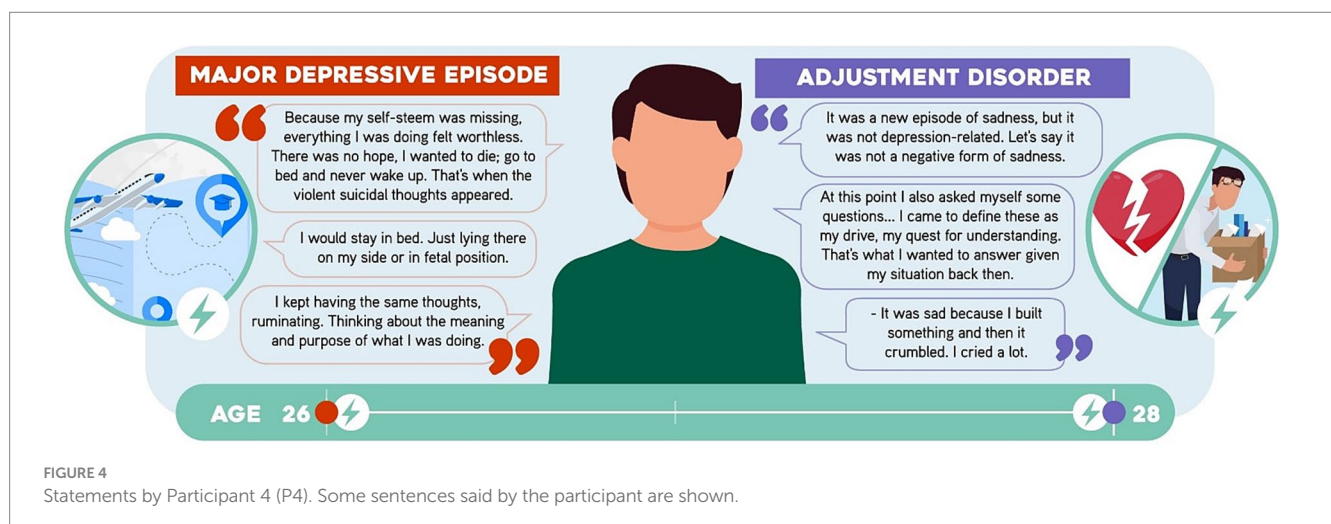 MAJOR DEPRESSIVE EPISODE
Because my self-steem was missing,
everything I was doing felt worthless.
There was no hope, I wanted to die; go to
bed and never wake up. That's when the
violent suicidal thoughts appeared.
I would stay in bed. Just lying there
on my side or in fetal position.
I kept having the same thoughts,
ruminating. Thinking about the meaning
and purpose of what I was doing.
ADJUSTMENT DISORDER
It was a new episode of sadness, but it
was not depression-related. Let's say it
was not a negative form of sadness.
At this point I also asked myself some
questions... I came to define these as
my drive, my quest for understanding.
That's what I wanted to answer given
my situation back then.
- It was sad because I built
something and then it
crumbled. I cried a lot.
AGE 26 28
FIGURE 4
Statements by Participant 4 (P4). Some sentences said by the participant are shown.